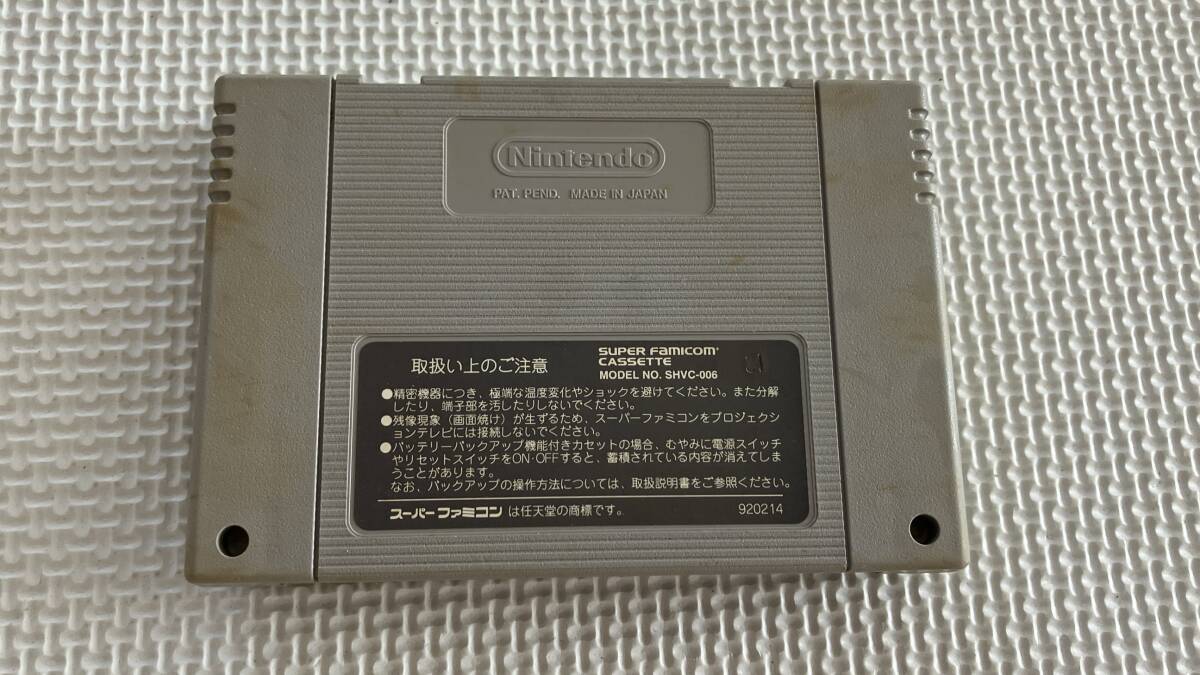 Nintendo
PAT. PEND. MADE IN JAPAN
取扱い上のご注意
SUPER FAMICOM
CASSETTE
MODEL NO. SHVC-006
●精密機器につき、極端な温度変化やショックを避けてください。また分解
したり、端子部を汚したりしないでください。
●残像現象（画面焼け）が生ずるため、スーパーファミコンをプロジェクシ
ョンテレビには接続しないでください。
●バッテリーバックアップ機能付きカセットの場合、むやみに電源スイッチ
やリセットスイッチをON·OFFすると、蓄積されている内容が消えてしま
うことがあります。
なお、バックアップの操作方法については、取扱説明書をご参照ください。
スーパーファミコン は任天堂の商標です。
920214